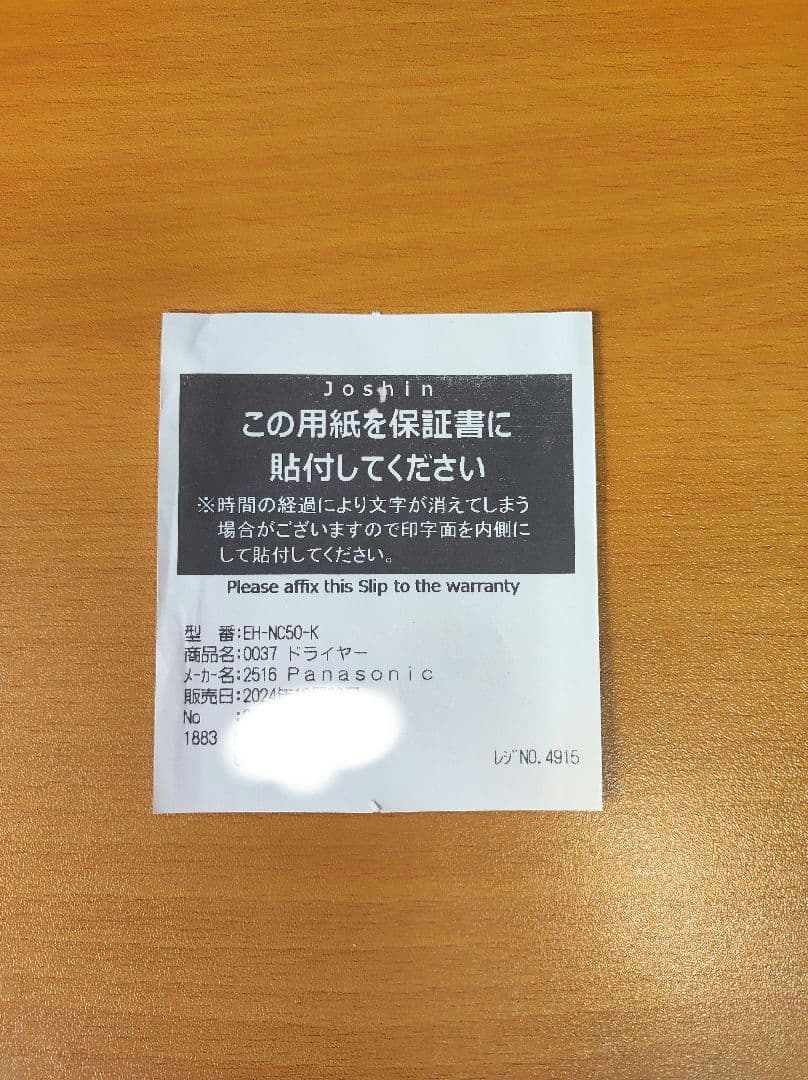 Joshin
この用紙を保証書に
貼付してください
※時間の経過により文字が消えてしまう
場合がございますので印字面を内側に
して貼付してください。
Please affix this Slip to the warranty
型　番:EH-NC50-K
商品名:0037 ドライヤー
ﾒｰｶｰ名:2516 Panasonic
販売日:2024年
No :
1883
ﾚｼﾞNO.4915